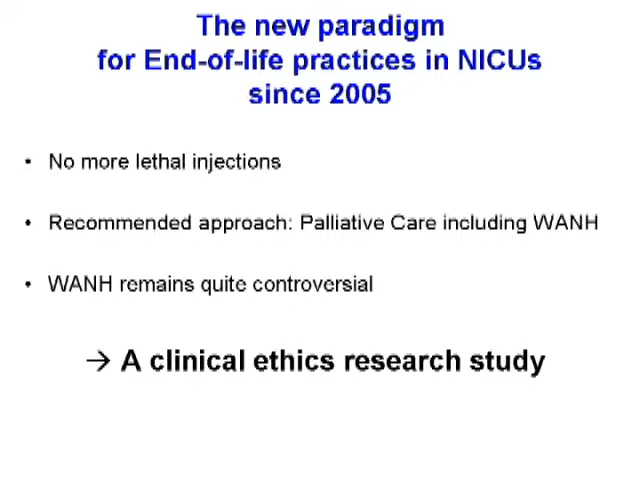 The new paradigm
for End-of-life practices in NICUs
since 2005
• No more lethal injections
• Recommended approach: Palliative Care including WANH
• WANH remains quite controversial
→ A clinical ethics research study